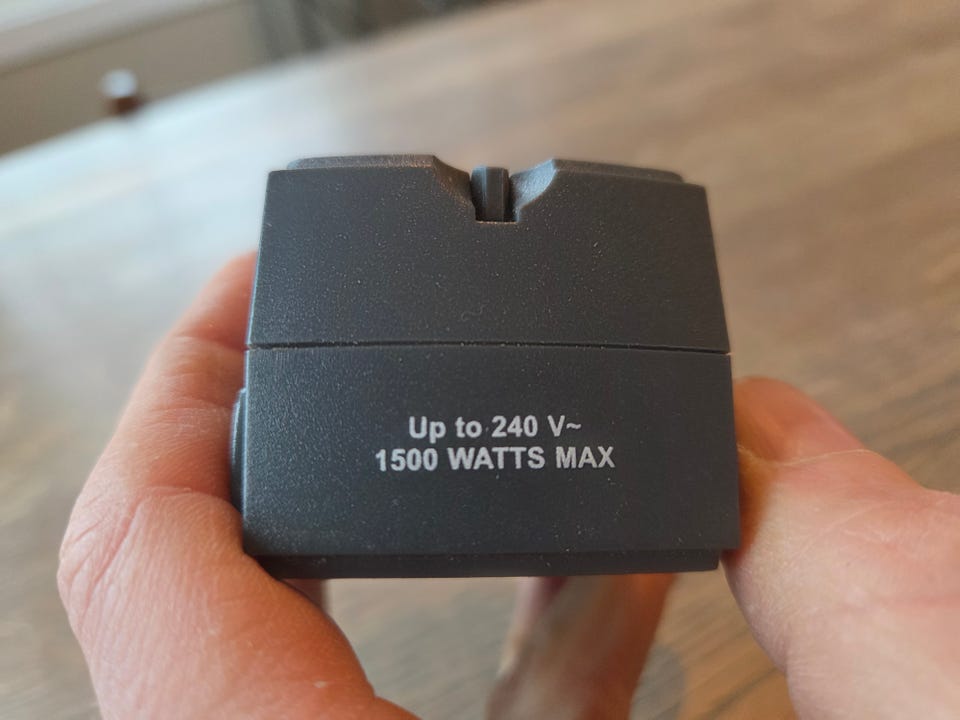 Up to 240 V~
1500 WATTS MAX